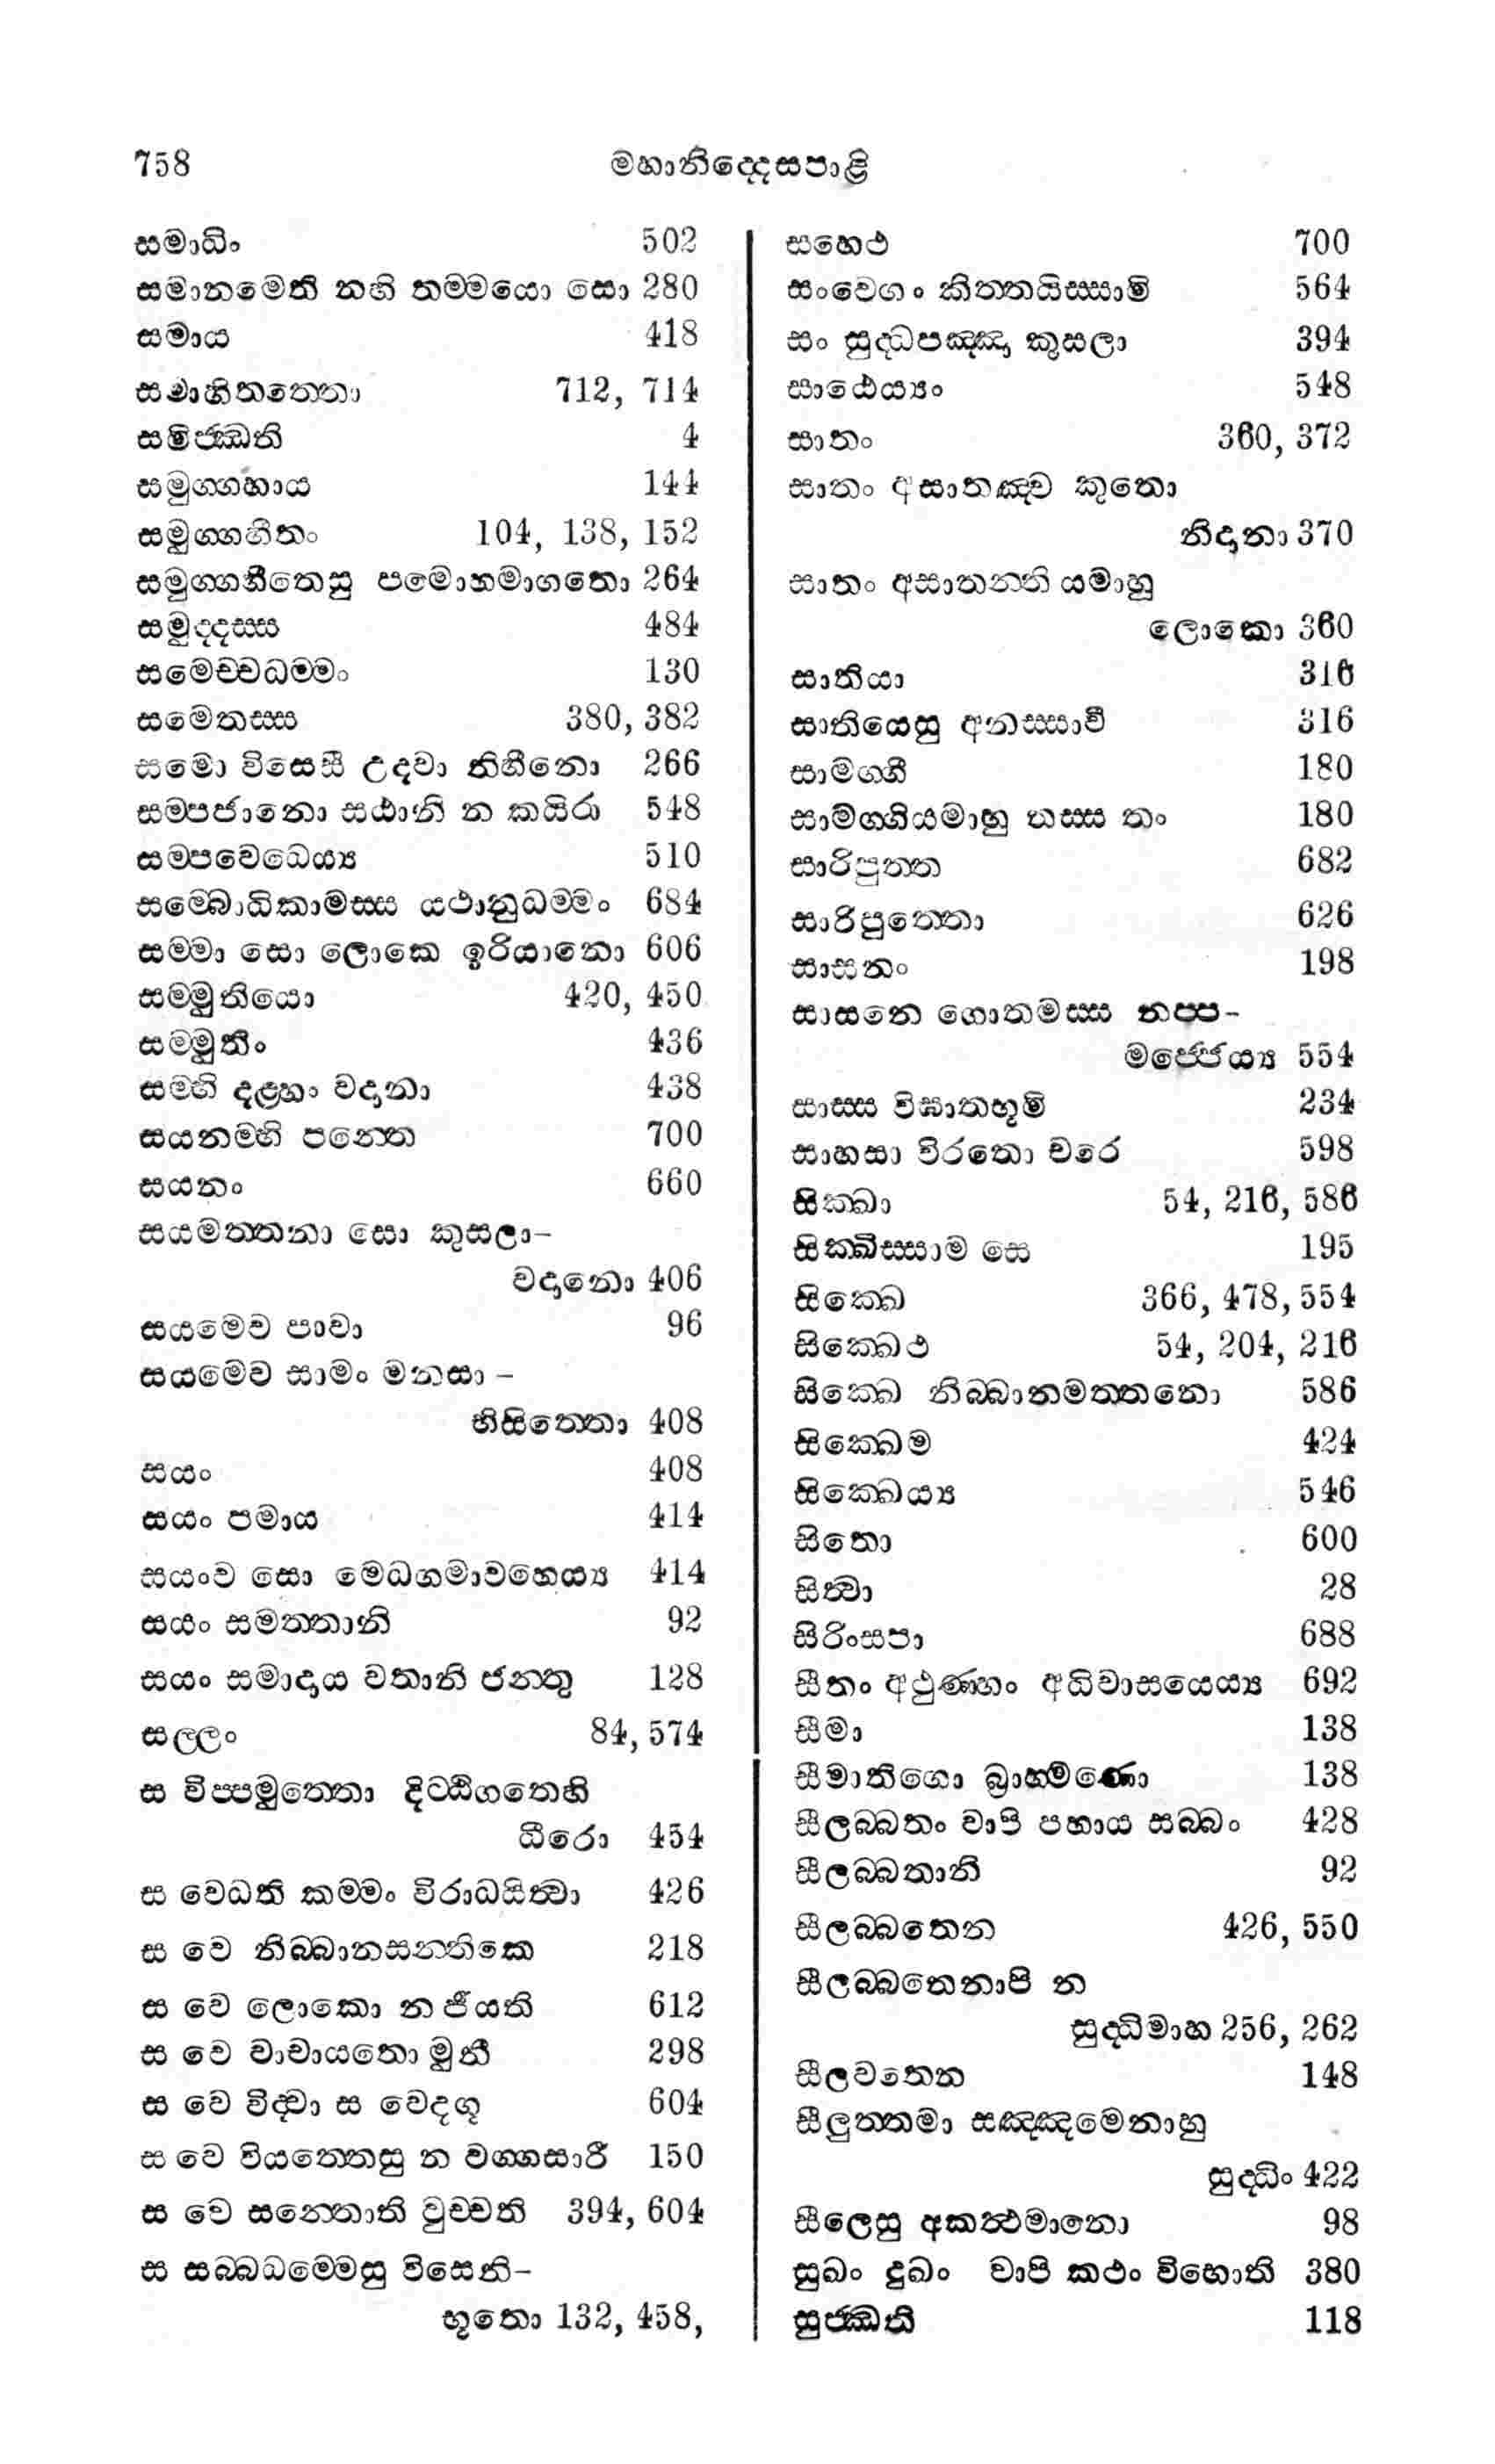 758 මහානිද්දෙසපාළි
සමාධිං 502
සමානමෙති නහි තම්මයො සො 280
සමාය 418
සමාහිතත්තො 712, 714
සමිජ්ඣති 4
සමුග්ගහාය 144
සමුග්ගහීතං 104, 138, 152
සමුග්ගහීතෙසු පමොහමාගතො 264
සමුද්දස්ස 484
සමෙච්චධම්මං 130
සමෙතස්ස 380, 382
සමො විසෙසී උදවා නිහීනො 266
සම්පජානො සඨානි න කයිරා 548
සම්පවෙධෙය්‍ය 510
සම්බොධිකාමස්ස යථානුධම්මං 684
සම්මා සො ලොකෙ ඉරියානො 606
සම්මුතියො 420, 450
සම්මුතිං 436
සම්හි දළ්හං වදානා 438
සයනම්හි පන්තෙ 700
සයනං 660
සයමත්තනා සො කුසලා-
වදානො 406
සයමෙව පාවා 96
සයමෙව සාමං මනසා -
භිසිත්තො 408
සයං 408
සයං පමාය 414
සයංව සො මෙධගමාවහෙය්‍ය 414
සයං සමත්තානි 92
සයං සමාදාය වතානි ජන්තු 128
සල්ලං 84, 574
ස විප්පමුත්තො දිට්ඨිගතෙහි
ධීරො 454
ස වෙධති කම්මං විරාධයිත්වා 426
ස වෙ නිබ්බානසන්තිකෙ 218
ස වෙ ලොකො න ජීයති 612
ස වෙ වාචායතො මුනී 298
ස වෙ විද්වා ස වෙදගූ 604
ස වෙ වියත්තෙසු න වග්ගසාරී 150
ස වෙ සන්තොති වුච්චති 394, 604
ස සබ්බධම්මෙසු විසෙනි-
භූතො 132, 458,
සහෙථ 700
සංවෙගං කිත්තයිස්සාමි 564
සං සුද්ධපඤ්ඤා කුසලා 394
සාඨෙය්‍යං 548
සාතං 360, 372
සාතං අසාතඤ්ච කුතො
නිදානා 370
සාතං අසාතන්ති යමාහු
ලොකෙ 360
සාතියා 316
සාතියෙසු අනස්සාවී 316
සාමග්ගී 180
සාමග්ගියමාහු තස්ස තං 180
සාරිපුත්ත 682
සාරිපුත්තො 626
සාසනං 198
සාසනෙ ගොතමස්ස නප්ප-
මජ්ජෙය්‍ය 554
සාස්ස විඝාතභූමි 234
සාහසා විරතො චරෙ 598
සික්ඛා 54, 216, 586
සික්ඛිස්සාම සෙ 195
සික්ඛෙ 366, 478, 554
සික්ඛෙථ 54, 204, 216
සික්ඛෙ නිබ්බානමත්තනො 586
සික්ඛෙම 424
සික්ඛෙය්‍ය 546
සිතො 600
සිත්වා 28
සිරිංසපා 688
සීතං අථුණ්හං අධිවාසයෙය්‍ය 692
සීමා 138
සීමාතිගො බ්‍රාහ්මණො 138
සීලබ්බතං වාපි පහාය සබ්බං 428
සීලබ්බතානි 92
සීලබ්බතෙන 426, 550
සීලබ්බතෙනාපි න
සුද්ධිමාහ 256, 262
සීලවතෙන 148
සීලුත්තමා සඤ්ඤමෙනාහු
සුද්ධිං 422
සීලෙසු අකත්ථමානො 98
සුඛං දුඛං වාපි කථං විභොති 380
සුජ්ඣති 118